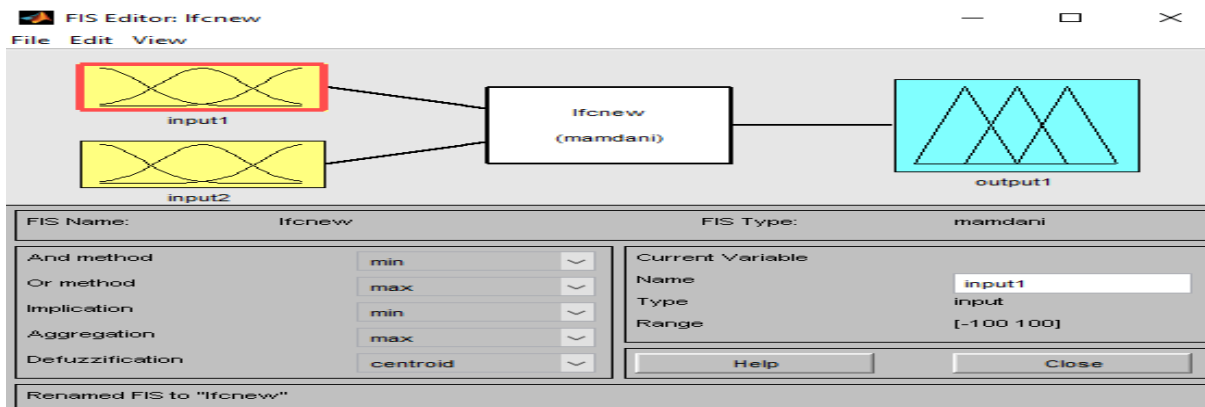 FIS Editor: lfcnew
File Edit View
input1
lfcnew
(mamdani)
input2
output1
FIS Name: lfcnew FIS Type: mamdani
And method min
Or method max
Implication min
Aggregation max
Defuzzification centroid
Current Variable
Name input1
Type input
Range [-100 100]
Help Close
Renamed FIS to "lfcnew"